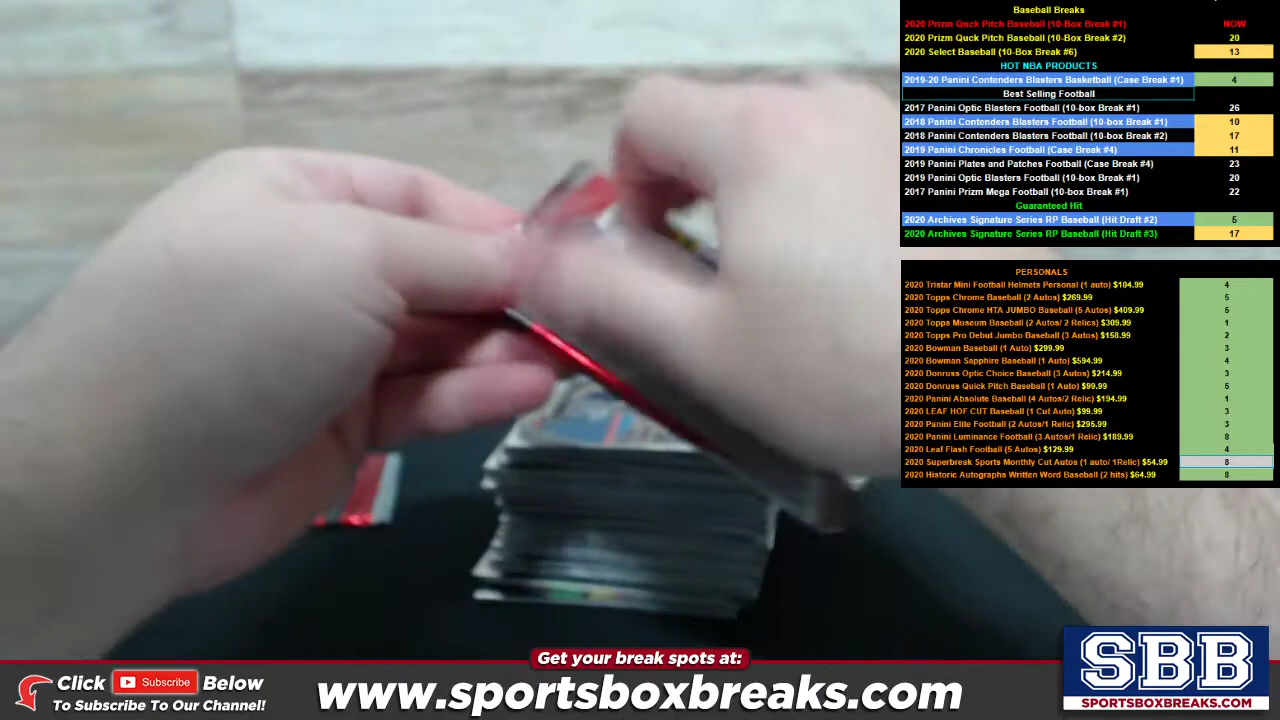 Baseball Breaks
2020 Prizm Quck Pitch Baseball (10-Box Break #1) NOW
2020 Prizm Quck Pitch Baseball (10-Box Break #2) 20
2020 Select Baseball (10-Box Break #6) 13
HOT NBA PRODUCTS
2019-20 Panini Contenders Blasters Basketball (Case Break #1) 4
Best Selling Football
2017 Panini Optic Blasters Football (10-box Break #1) 26
2018 Panini Contenders Blasters Football (10-box Break #1) 10
2018 Panini Contenders Blasters Football (10-box Break #2) 17
2019 Panini Chronicles Football (Case Break #4) 11
2019 Panini Plates and Patches Football (Case Break #4) 23
2019 Panini Optic Blasters Football (10-box Break #1) 20
2017 Panini Prizm Mega Football (10-box Break #1) 22
Guaranteed Hit
2020 Archives Signature Series RP Baseball (Hit Draft #2) 5
2020 Archives Signature Series RP Baseball (Hit Draft #3) 17
PERSONALS
2020 Tristar Mini Football Helmets Personal (1 auto) $104.99 4
2020 Topps Chrome Baseball (2 Autos) $269.99 5
2020 Topps Chrome HTA JUMBO Baseball (5 Autos) $409.99 5
2020 Topps Museum Baseball (2 Autos/ 2 Relics) $309.99 1
2020 Topps Pro Debut Jumbo Baseball (3 Autos) $158.99 2
2020 Bowman Baseball (1 Auto) $299.99 3
2020 Bowman Sapphire Baseball (1 Auto) $594.99 4
2020 Donruss Optic Choice Baseball (3 Autos) $214.99 3
2020 Donruss Quick Pitch Baseball (1 Auto) $99.99 5
2020 Panini Absolute Baseball (4 Autos/2 Relic) $194.99 1
2020 LEAF HOF CUT Baseball (1 Cut Auto) $99.99 3
2020 Panini Elite Football (2 Autos/1 Relic) $295.99 3
2020 Panini Luminance Football (3 Autos/1 Relic) $189.99 8
2020 Leaf Flash Football (5 Autos) $129.99 4
2020 Superbreak Sports Monthly Cut Autos (1 auto/ 1Relic) $54.99 8
2020 Historic Autographs Written Word Baseball (2 hits) $64.99 8
Get your break spots at:
www.sportsboxbreaks.com
Click Subscribe Below
To Subscribe To Our Channel!
SBB
SPORTSBOXBREAKS.COM